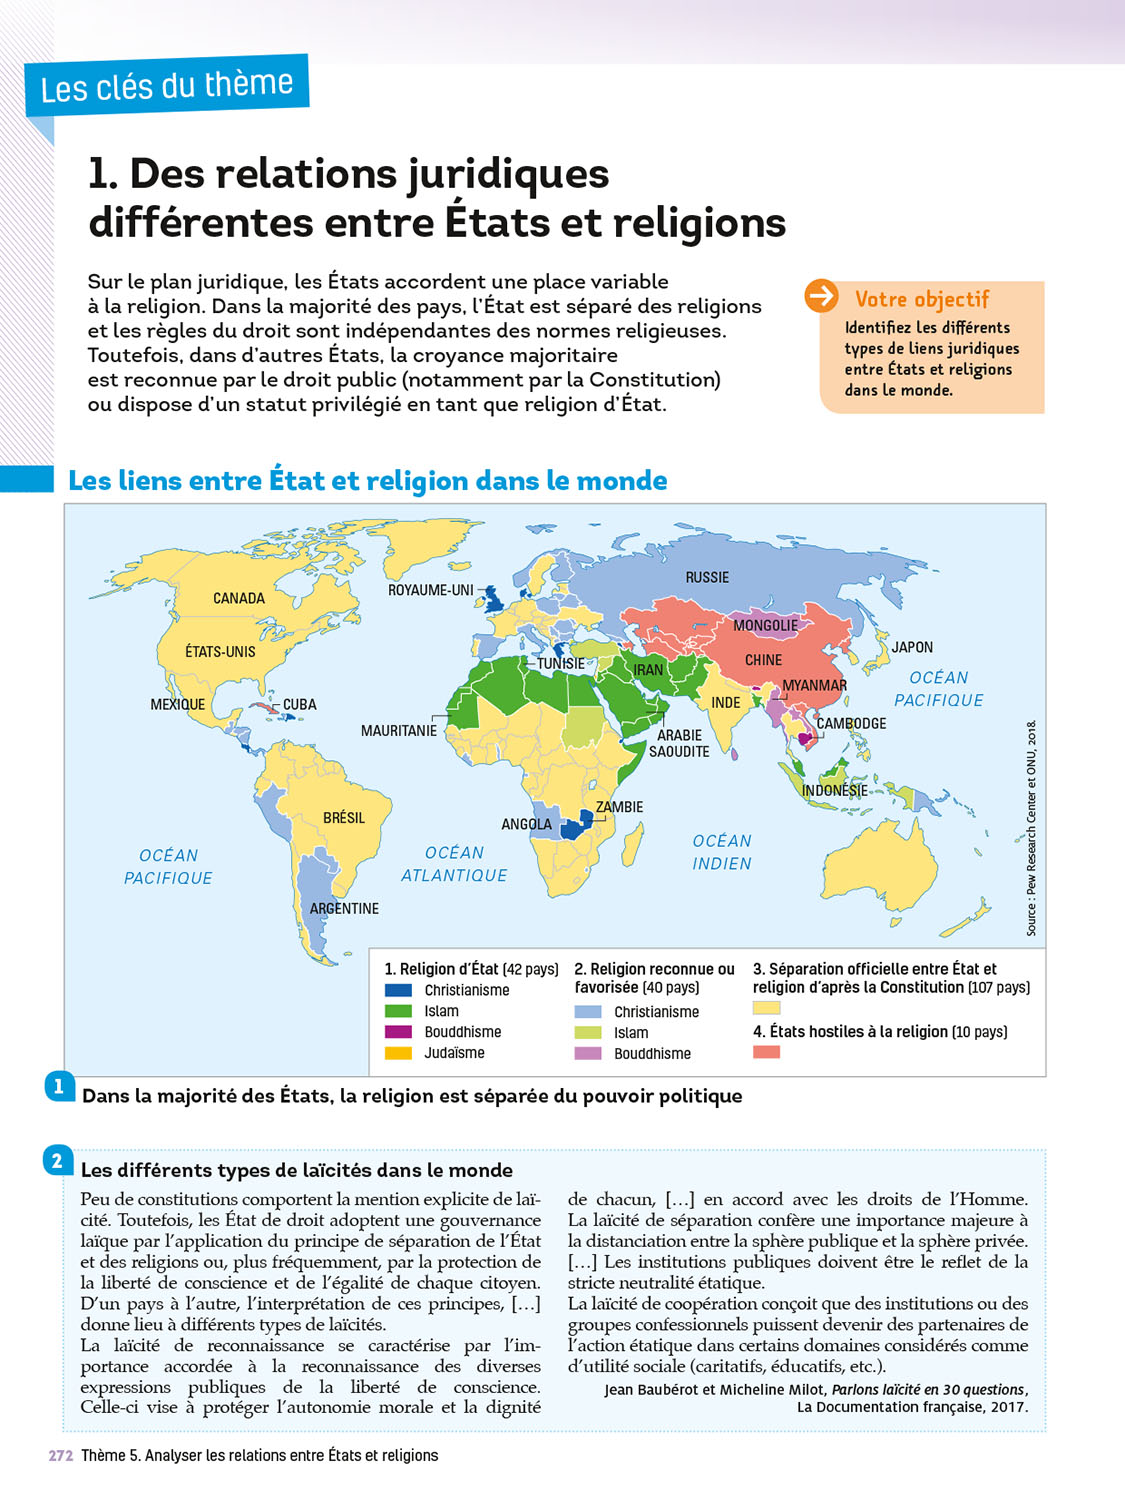 Les clés du thème
1. Des relations juridiques
différentes entre États et religions
Sur le plan juridique, les États accordent une place variable
à la religion. Dans la majorité des pays, l'État est séparé des religions
et les règles du droit sont indépendantes des normes religieuses.
Toutefois, dans d'autres États, la croyance majoritaire
est reconnue par le droit public (notamment par la Constitution)
ou dispose d'un statut privilégié en tant que religion d'État.
Votre objectif
Identifiez les différents
types de liens juridiques
entre États et religions
dans le monde.
Les liens entre État et religion dans le monde
CANADA
ÉTATS-UNIS
MEXIQUE
CUBA
BRÉSIL
ARGENTINE
ROYAUME-UNI
RUSSIE
MONGOLIE
CHINE
JAPON
TUNISIE
IRAN
INDE
MYANMAR
CAMBODGE
MAURITANIE
ARABIE
SAOUDITE
INDONÉSIE
ANGOLA
ZAMBIE
OCÉAN
PACIFIQUE
OCÉAN
PACIFIQUE
OCÉAN
ATLANTIQUE
OCÉAN
INDIEN
Source : Pew Research Center et ONU, 2018.
1. Religion d'État (42 pays)
Christianisme
Islam
Bouddhisme
Judaïsme
2. Religion reconnue ou
favorisée (40 pays)
Christianisme
Islam
Bouddhisme
3. Séparation officielle entre État et
religion d'après la Constitution (107 pays)
4. États hostiles à la religion (10 pays)
1 Dans la majorité des États, la religion est séparée du pouvoir politique
2 Les différents types de laïcités dans le monde
Peu de constitutions comportent la mention explicite de laï-
cité. Toutefois, les État de droit adoptent une gouvernance
laïque par l'application du principe de séparation de l'État
et des religions ou, plus fréquemment, par la protection de
la liberté de conscience et de l'égalité de chaque citoyen.
D'un pays à l'autre, l'interprétation de ces principes, […]
donne lieu à différents types de laïcités.
La laïcité de reconnaissance se caractérise par l'im-
portance accordée à la reconnaissance des diverses
expressions publiques de la liberté de conscience.
Celle-ci vise à protéger l'autonomie morale et la dignité
de chacun, […] en accord avec les droits de l'Homme.
La laïcité de séparation confère une importance majeure à
la distanciation entre la sphère publique et la sphère privée.
[…] Les institutions publiques doivent être le reflet de la
stricte neutralité étatique.
La laïcité de coopération conçoit que des institutions ou des
groupes confessionnels puissent devenir des partenaires de
l'action étatique dans certains domaines considérés comme
d'utilité sociale (caritatifs, éducatifs, etc.).
Jean Baubérot et Micheline Milot, Parlons laïcité en 30 questions,
La Documentation française, 2017.
272 Thème 5. Analyser les relations entre États et religions